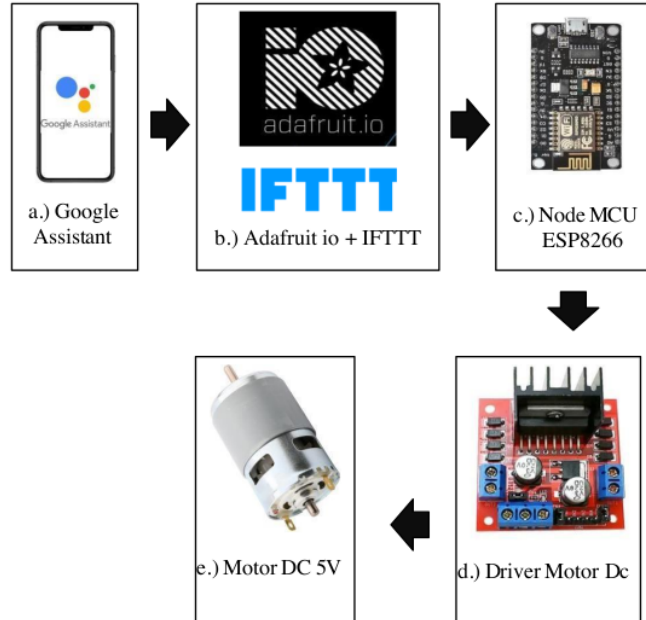 Google Assistant
a.) Google
Assistant
iO
adafruit.io
IFTTT
b.) Adafruit io + IFTTT
c.) Node MCU
ESP8266
d.) Driver Motor Dc
e.) Motor DC 5V